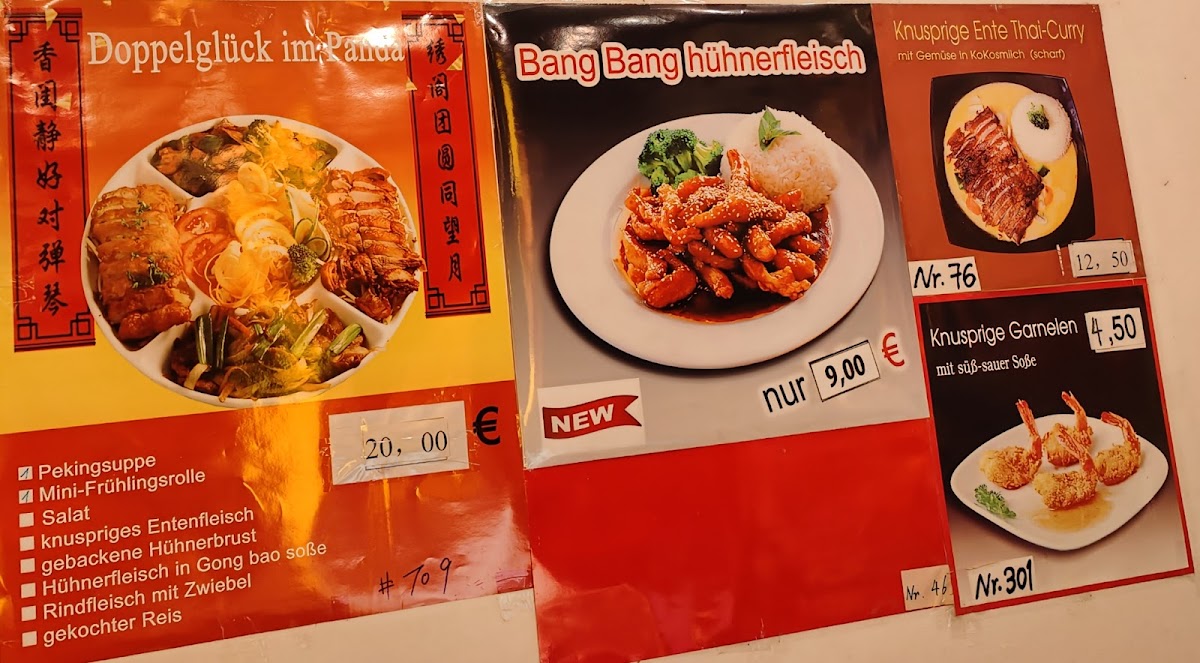 香闺静好对弹琴
Doppelglück im Panda
绣阁团圆同望月
20, 00 €
Pekingsuppe
Mini-Frühlingsrolle
Salat
knuspriges Entenfleisch
gebackene Hühnerbrust
Hühnerfleisch in Gong bao soße
Rindfleisch mit Zwiebel
gekochter Reis
# 709
Bang Bang hühnerfleisch
nur 9,00 €
NEW
Nr. 46
Knusprige Ente Thai-Curry
mit Gemüse in KoKosmilch (scharf)
Nr. 76
12, 50
Knusprige Garnelen 4,50
mit süß-sauer Soße
Nr. 301